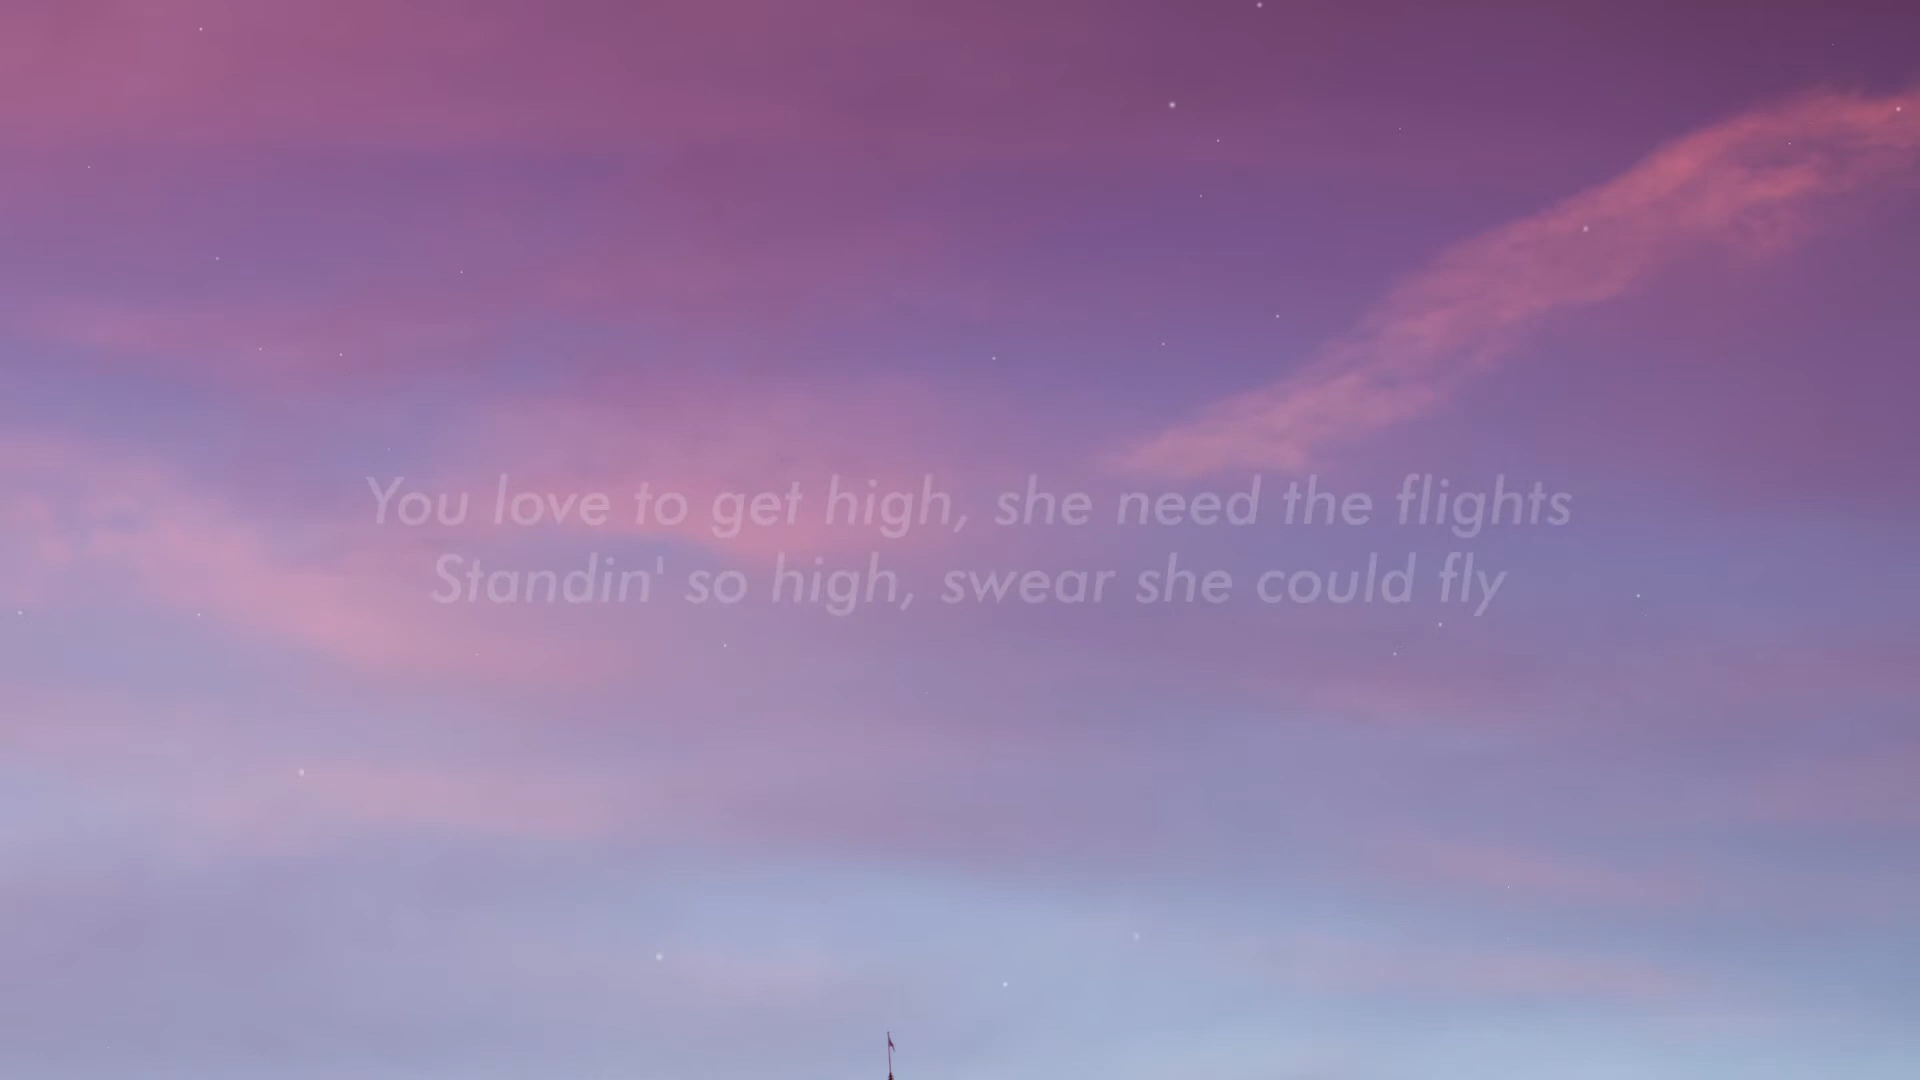 You love to get high, she need the flights
Standin' so high, swear she could fly